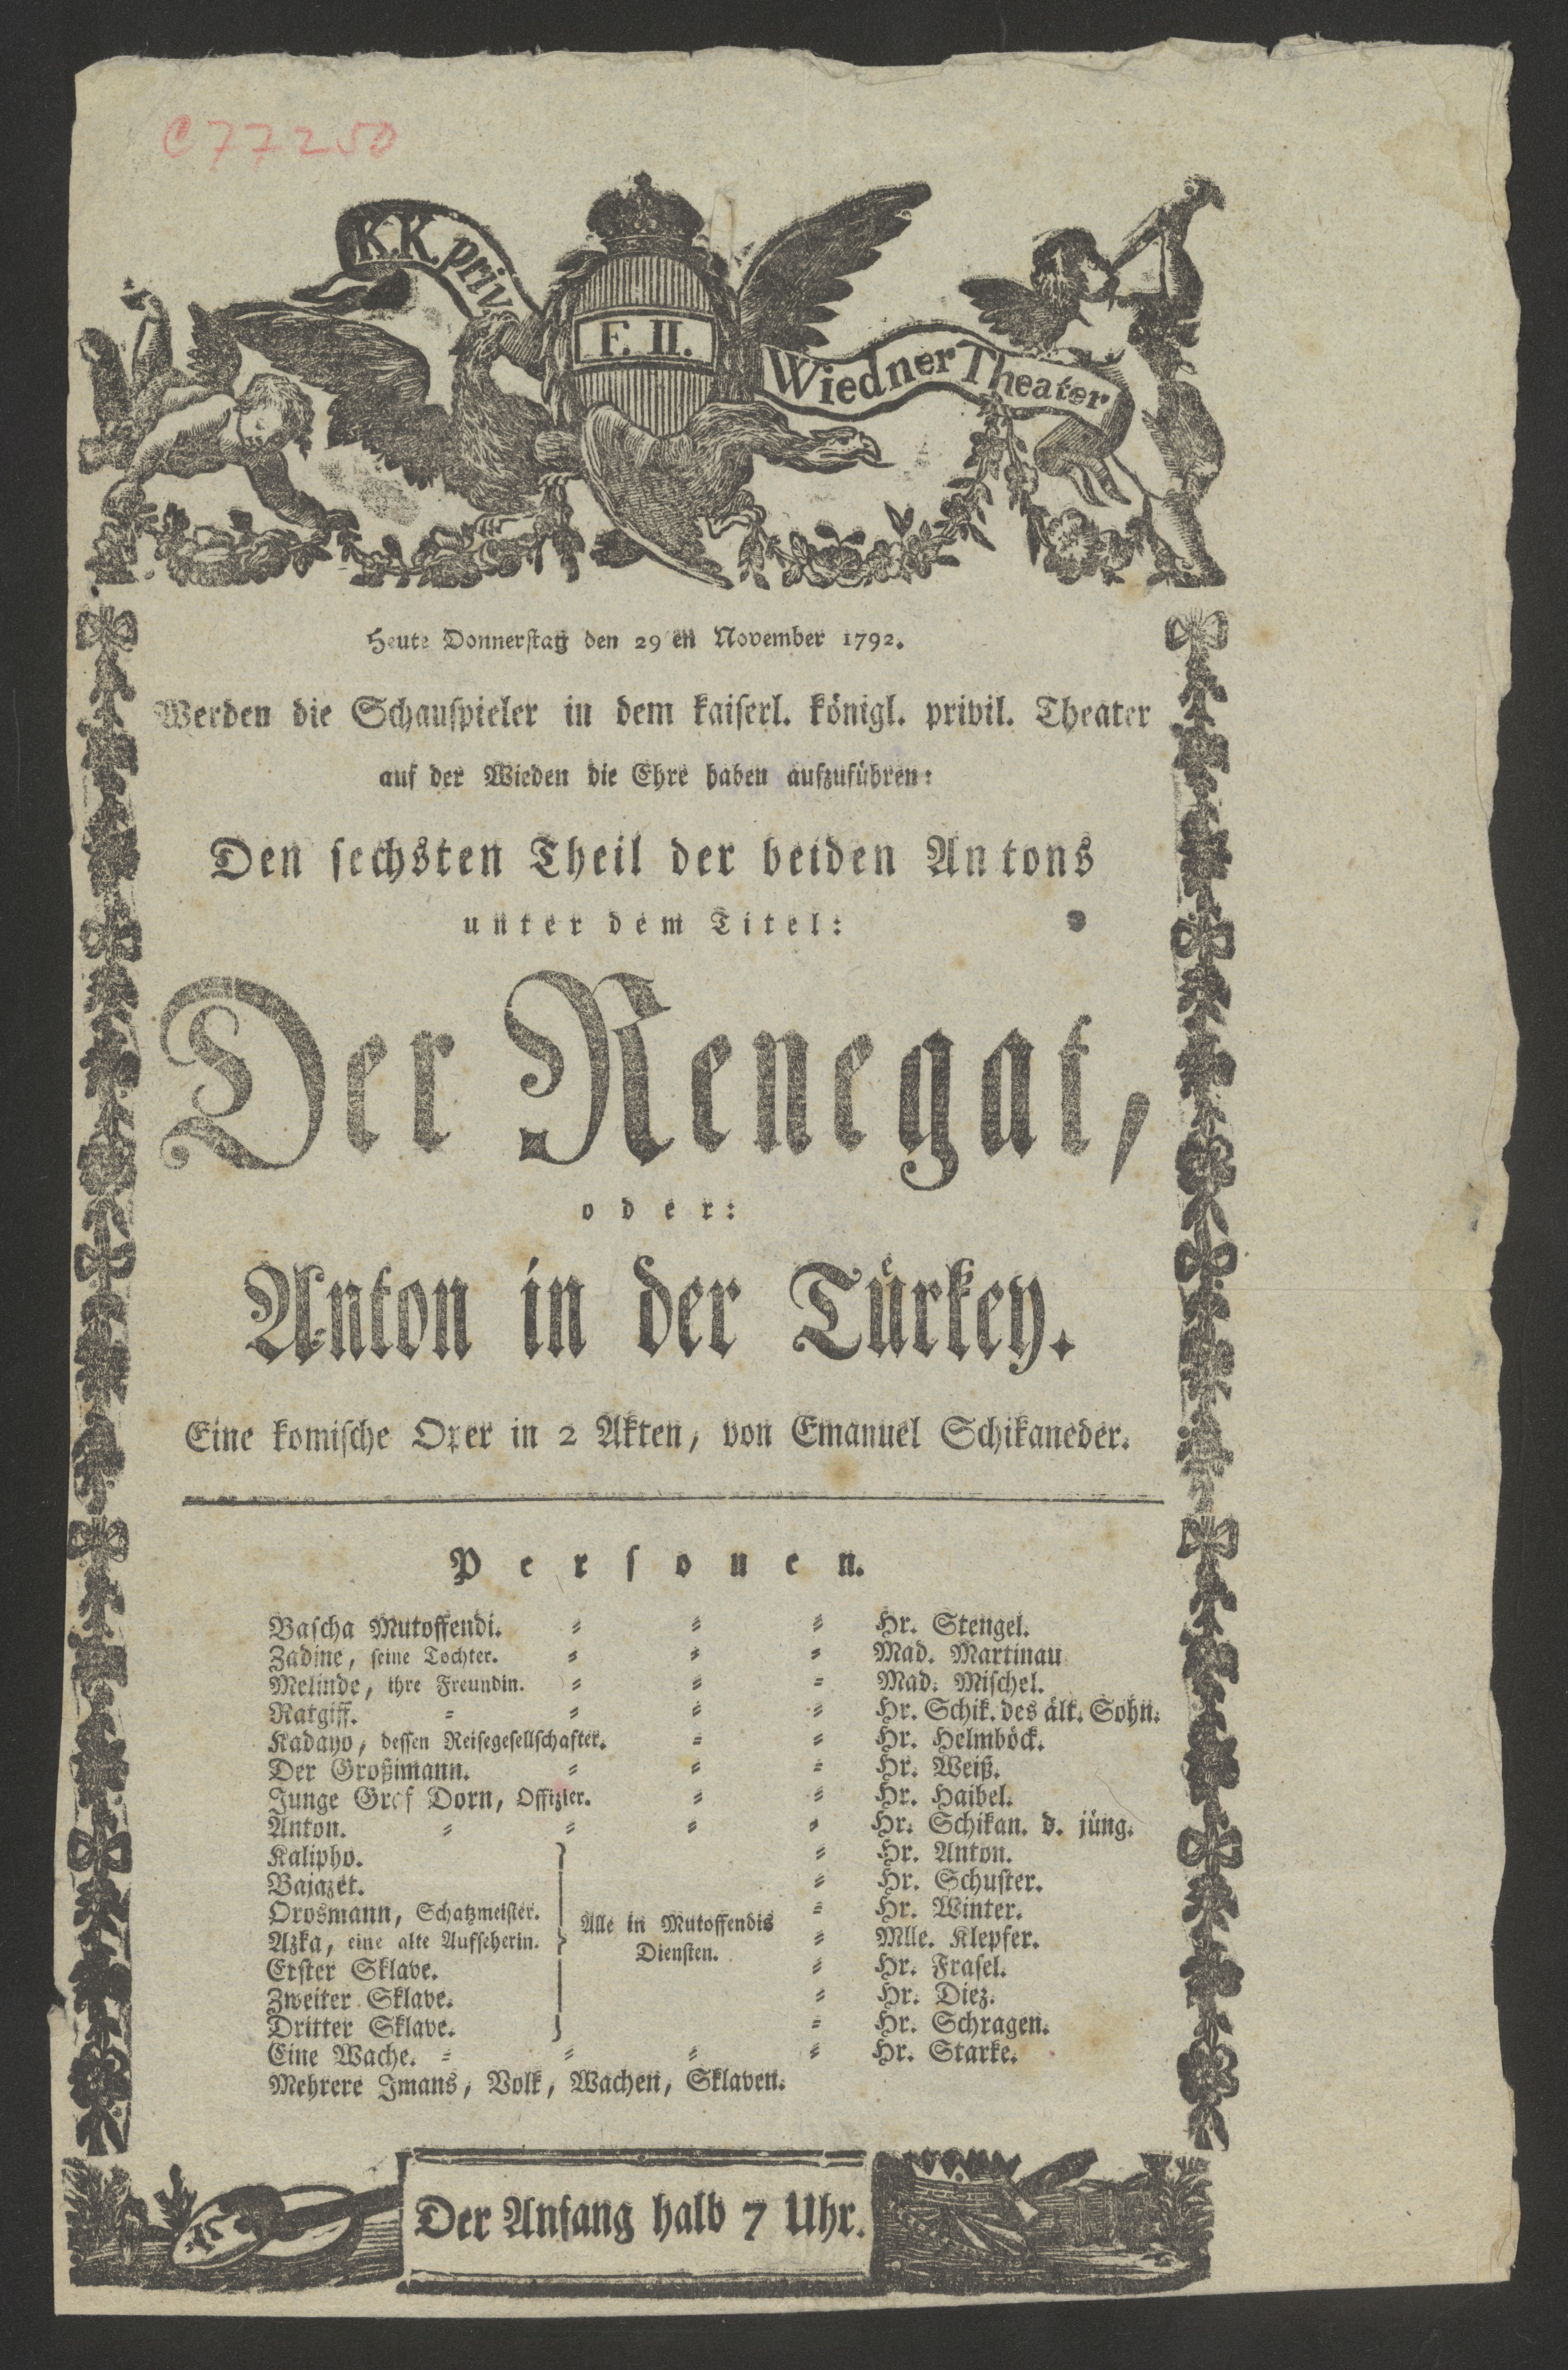 C 77250
K.K. priv
F. II.
Wiedner Theater
Heute Donnerstag den 29ten November 1792.
Werden die Schauspieler in dem kaiserl. königl. privil. Theater
auf der Wieden die Ehre haben aufzuführen:
Den sechsten Theil der beiden Antons
unter dem Titel:
Der Renegat,
oder:
Anton in der Türkey.
Eine komische Oper in 2 Akten, von Emanuel Schikaneder.
Personen.
Bascha Mutoffendi. = = = Hr. Stengel.
Zadine, seine Tochter. = = = Mad. Martinau
Melinde, ihre Freundin. = = = Mad. Mischel.
Ratgiff. = = = = Hr. Schik. des ält. Sohn.
Kadayo, dessen Reisegesellschafter. = = Hr. Helmböck.
Der Großimann. = = = Hr. Weiß.
Junge Graf Dorn, Offizier. = = Hr. Haibel.
Anton. = = = = Hr. Schikan. d. jüng.
Kalipho. = Hr. Anton.
Bajazet. = Hr. Schuster.
Orosmann, Schatzmeister. = Hr. Winter.
Alle in Mutoffendis
Azka, eine alte Aufseherin. = Mlle. Klepfer.
Diensten.
Erster Sklave. = Hr. Frasel.
Zweiter Sklave. = Hr. Diez.
Dritter Sklave. = Hr. Schragen.
Eine Wache. = = = = Hr. Starke.
Mehrere Imans, Volk, Wachen, Sklaven.
Der Anfang halb 7 Uhr.